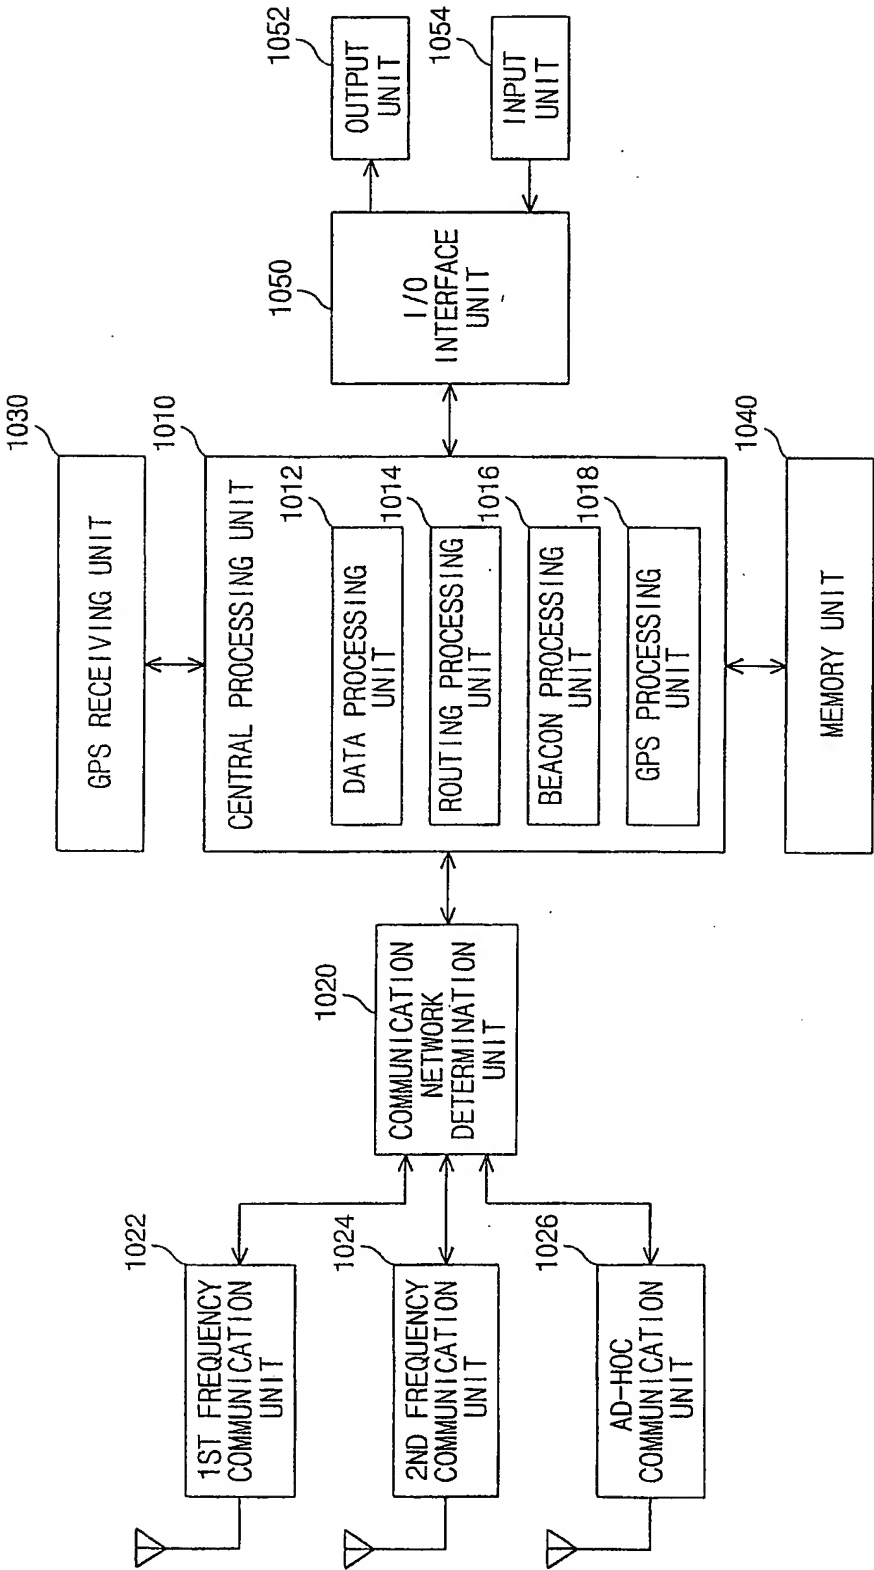 1030
GPS RECEIVING UNIT
1010
CENTRAL PROCESSING UNIT
1012
DATA PROCESSING
UNIT
1014
ROUTING PROCESSING
UNIT
1016
BEACON PROCESSING
UNIT
1018
GPS PROCESSING
UNIT
1040
MEMORY UNIT
1022
1ST FREQUENCY
COMMUNICATION
UNIT
1024
2ND FREQUENCY
COMMUNICATION
UNIT
1026
AD-HOC
COMMUNICATION
UNIT
1020
COMMUNICATION
NETWORK
DETERMINATION
UNIT
1050
I/O
INTERFACE
UNIT
1052
OUTPUT
UNIT
1054
INPUT
UNIT